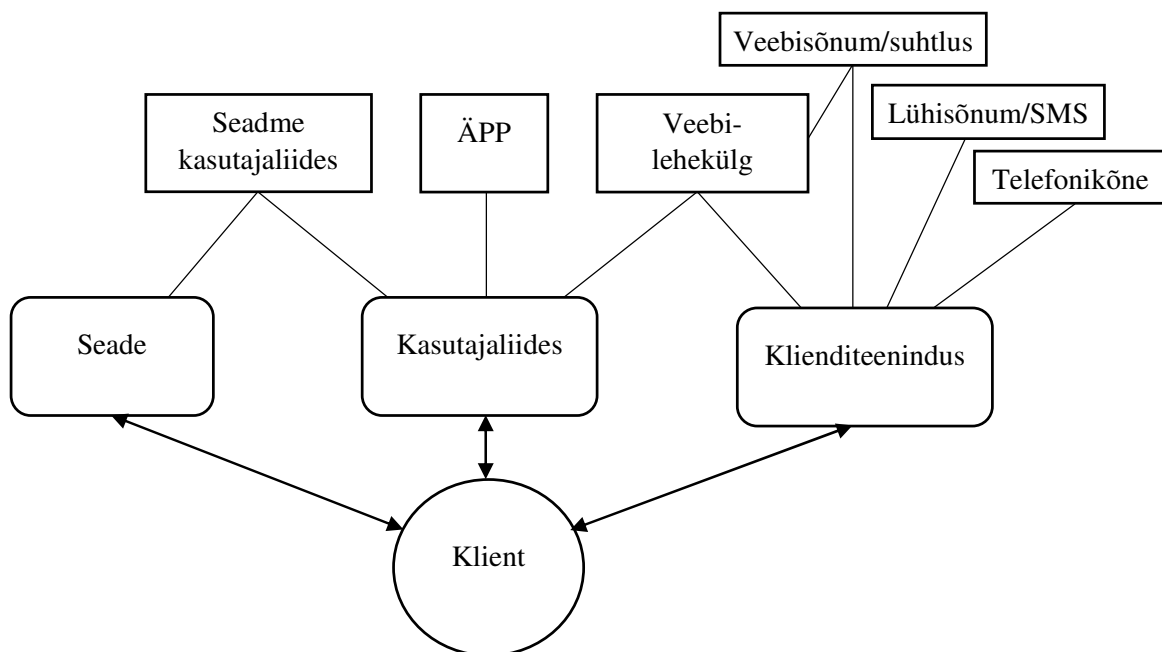 Veebisõnum/suhtlus
Seadme
kasutajaliides
ÄPP
Veebi-
lehekülg
Lühisõnum/SMS
Telefonikõne
Seade
Kasutajaliides
Klienditeenindus
Klient